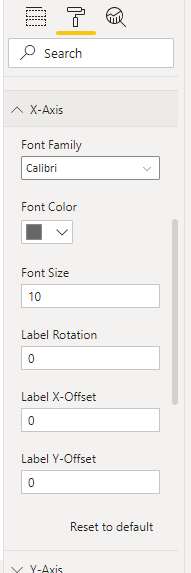 Search
X-Axis
Font Family
Calibri
Font Color
Font Size
10
Label Rotation
0
Label X-Offset
0
Label Y-Offset
0
Reset to default
Y-Axis